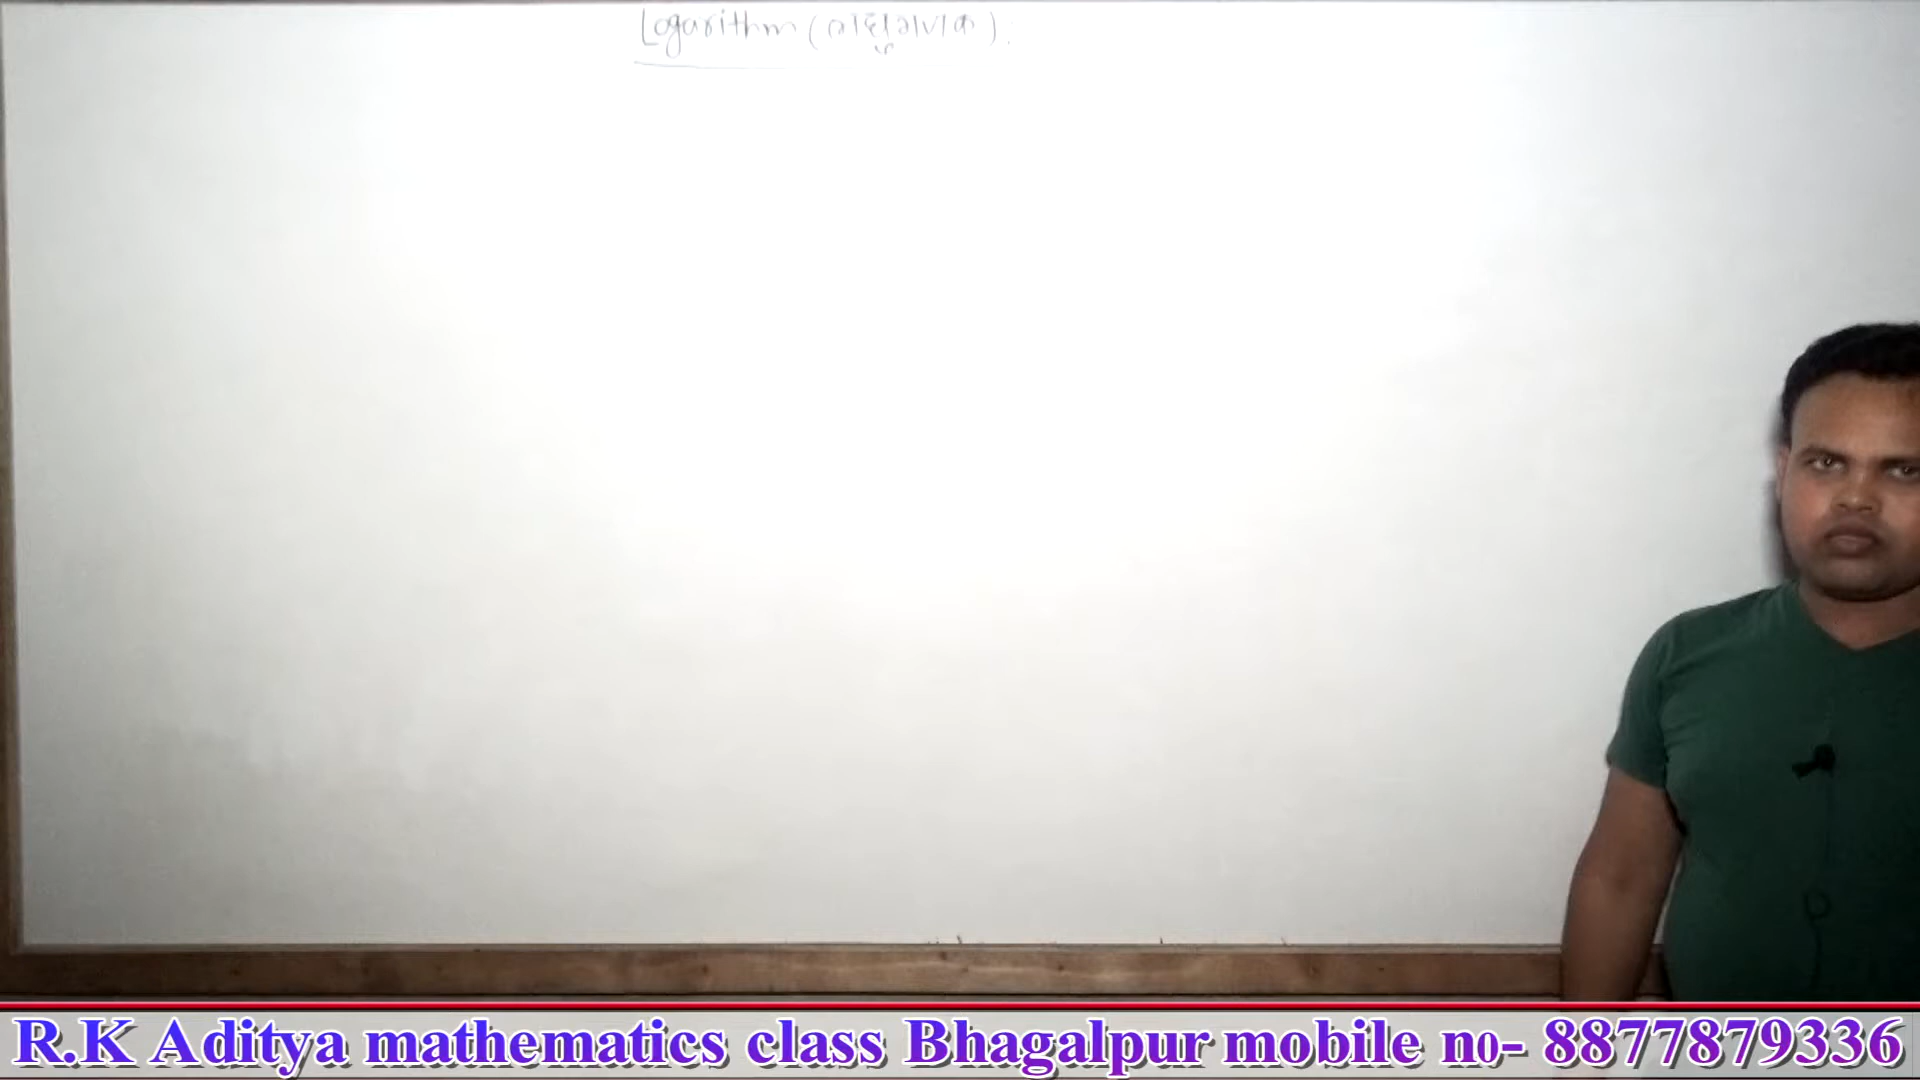 Logarithm (लघुगणक) :
R.K Aditya mathematics class Bhagalpur mobile no- 8877879336